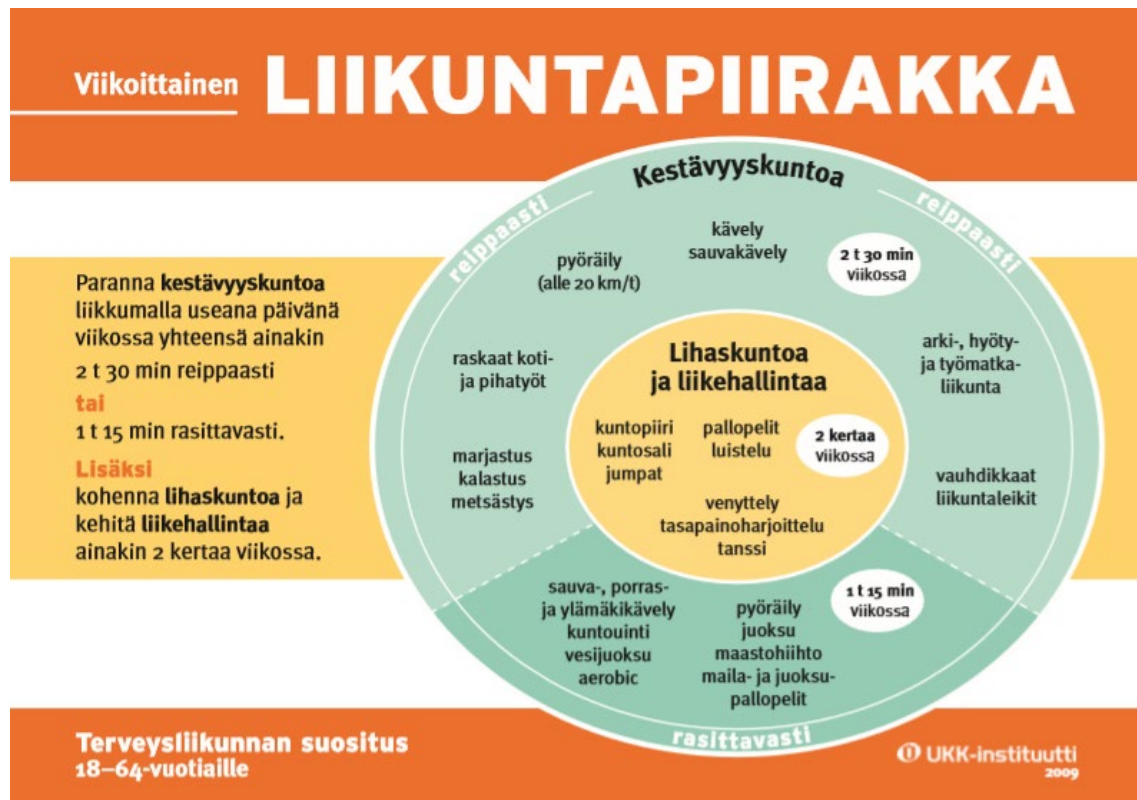 Viikoittainen LIIKUNTAPIIRAKKA
Paranna kestävyyskuntoa
liikkumalla useana päivänä
viikossa yhteensä ainakin
2 t 30 min reippaasti
tai
1 t 15 min rasittavasti.
Lisäksi
kohenna lihaskuntoa ja
kehitä liikehallintaa
ainakin 2 kertaa viikossa.
Kestävyyskuntoa
reippaasti
reippaasti
kävely
sauvakävely
2 t 30 min
viikossa
pyöräily
(alle 20 km/t)
raskaat koti-
ja pihatyöt
marjastus
kalastus
metsästys
arki-, hyöty-
ja työmatka-
liikunta
vauhdikkaat
liikuntaleikit
Lihaskuntoa
ja liikehallintaa
kuntopiiri
kuntosali
jumpat
pallopelit
luistelu
2 kertaa
viikossa
venyttely
tasapainoharjoittelu
tanssi
sauva-, porras-
ja ylämäkikävely
kuntouinti
vesijuoksu
aerobic
pyöräily
juoksu
maastohiihto
maila- ja juoksu-
pallopelit
1 t 15 min
viikossa
rasittavasti
Terveysliikunnan suositus
18–64-vuotiaille
UKK-instituutti
2009